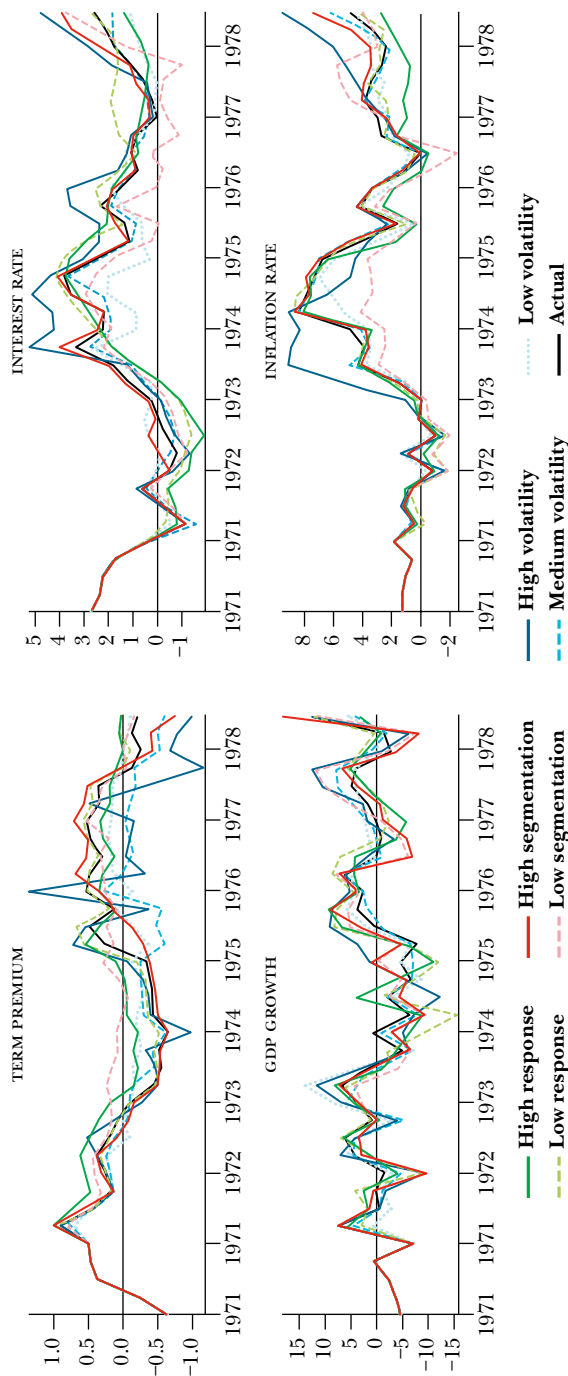 TERM PREMIUM
1.0
0.5
0.0
−0.5
−1.0
1971 1971 1972 1973 1974 1975 1976 1977 1978
INTEREST RATE
5
4
3
2
1
0
−1
1971 1971 1972 1973 1974 1975 1976 1977 1978
GDP GROWTH
15
10
5
0
−5
−10
−15
1971 1971 1972 1973 1974 1975 1976 1977 1978
INFLATION RATE
8
6
4
2
0
−2
1971 1971 1972 1973 1974 1975 1976 1977 1978
High response High segmentation High volatility Low volatility
Low response Low segmentation Medium volatility Actual